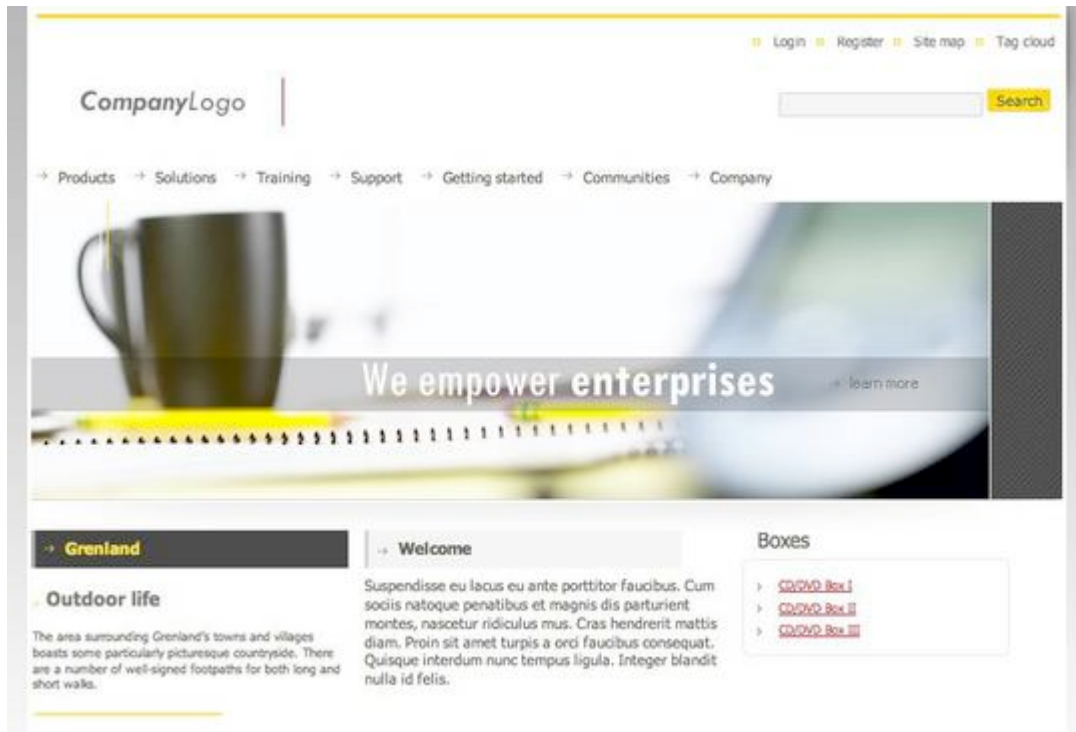 Login Register Site map Tag cloud
CompanyLogo
Search
Products Solutions Training Support Getting started Communities Company
We empower enterprises
learn more
Grenland
Outdoor life
The area surrounding Grenland's towns and villages
boasts some particularly picturesque countryside. There
are a number of well-signed footpaths for both long and
short walks.
Welcome
Suspendisse eu lacus eu ante porttitor faucibus. Cum
sociis natoque penatibus et magnis dis parturient
montes, nascetur ridiculus mus. Cras hendrerit mattis
diam. Proin sit amet turpis a orci faucibus consequat.
Quisque interdum nunc tempus ligula. Integer blandit
nulla id felis.
Boxes
CD/DVD Box I
CD/DVD Box II
CD/DVD Box III